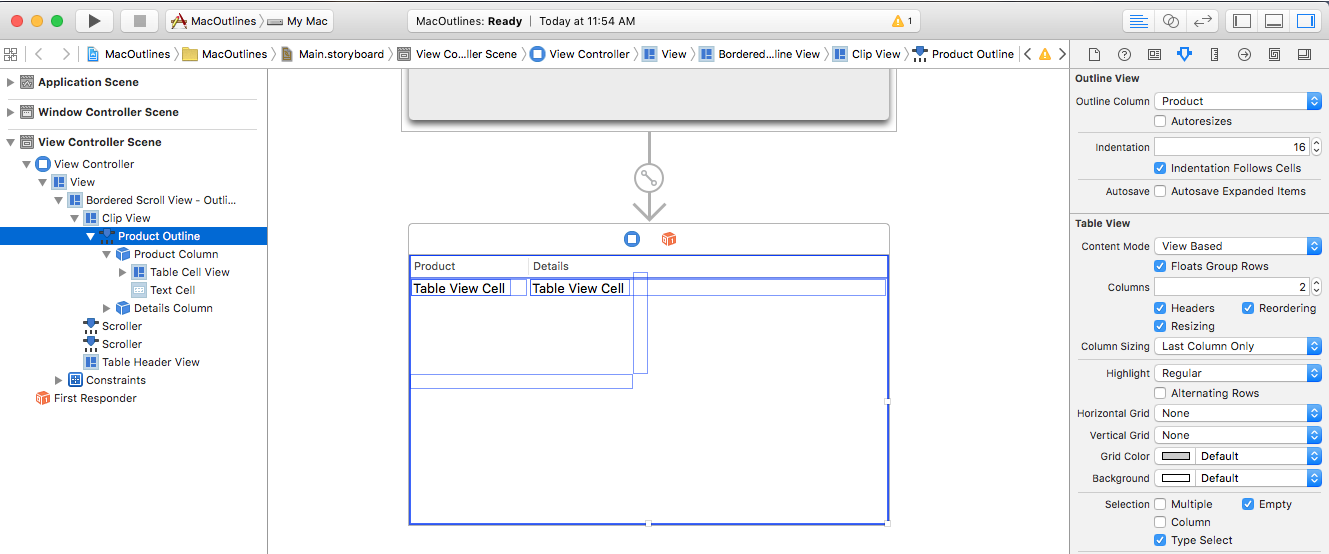 MacOutlines My Mac MacOutlines: Ready | Today at 11:54 AM 1
MacOutlines MacOutlines Main.storyboard View Co...ller Scene View Controller View Bordered...line View Clip View Product Outline
Application Scene
Window Controller Scene
View Controller Scene
View Controller
View
Bordered Scroll View - Outli...
Clip View
Product Outline
Product Column
Table Cell View
Text Cell
Details Column
Scroller
Scroller
Table Header View
Constraints
First Responder
Product Details
Table View Cell Table View Cell
Outline View
Outline Column Product
Autoresizes
Indentation 16
Indentation Follows Cells
Autosave Autosave Expanded Items
Table View
Content Mode View Based
Floats Group Rows
Columns 2
Headers Reordering
Resizing
Column Sizing Last Column Only
Highlight Regular
Alternating Rows
Horizontal Grid None
Vertical Grid None
Grid Color Default
Background Default
Selection Multiple Empty
Column
Type Select